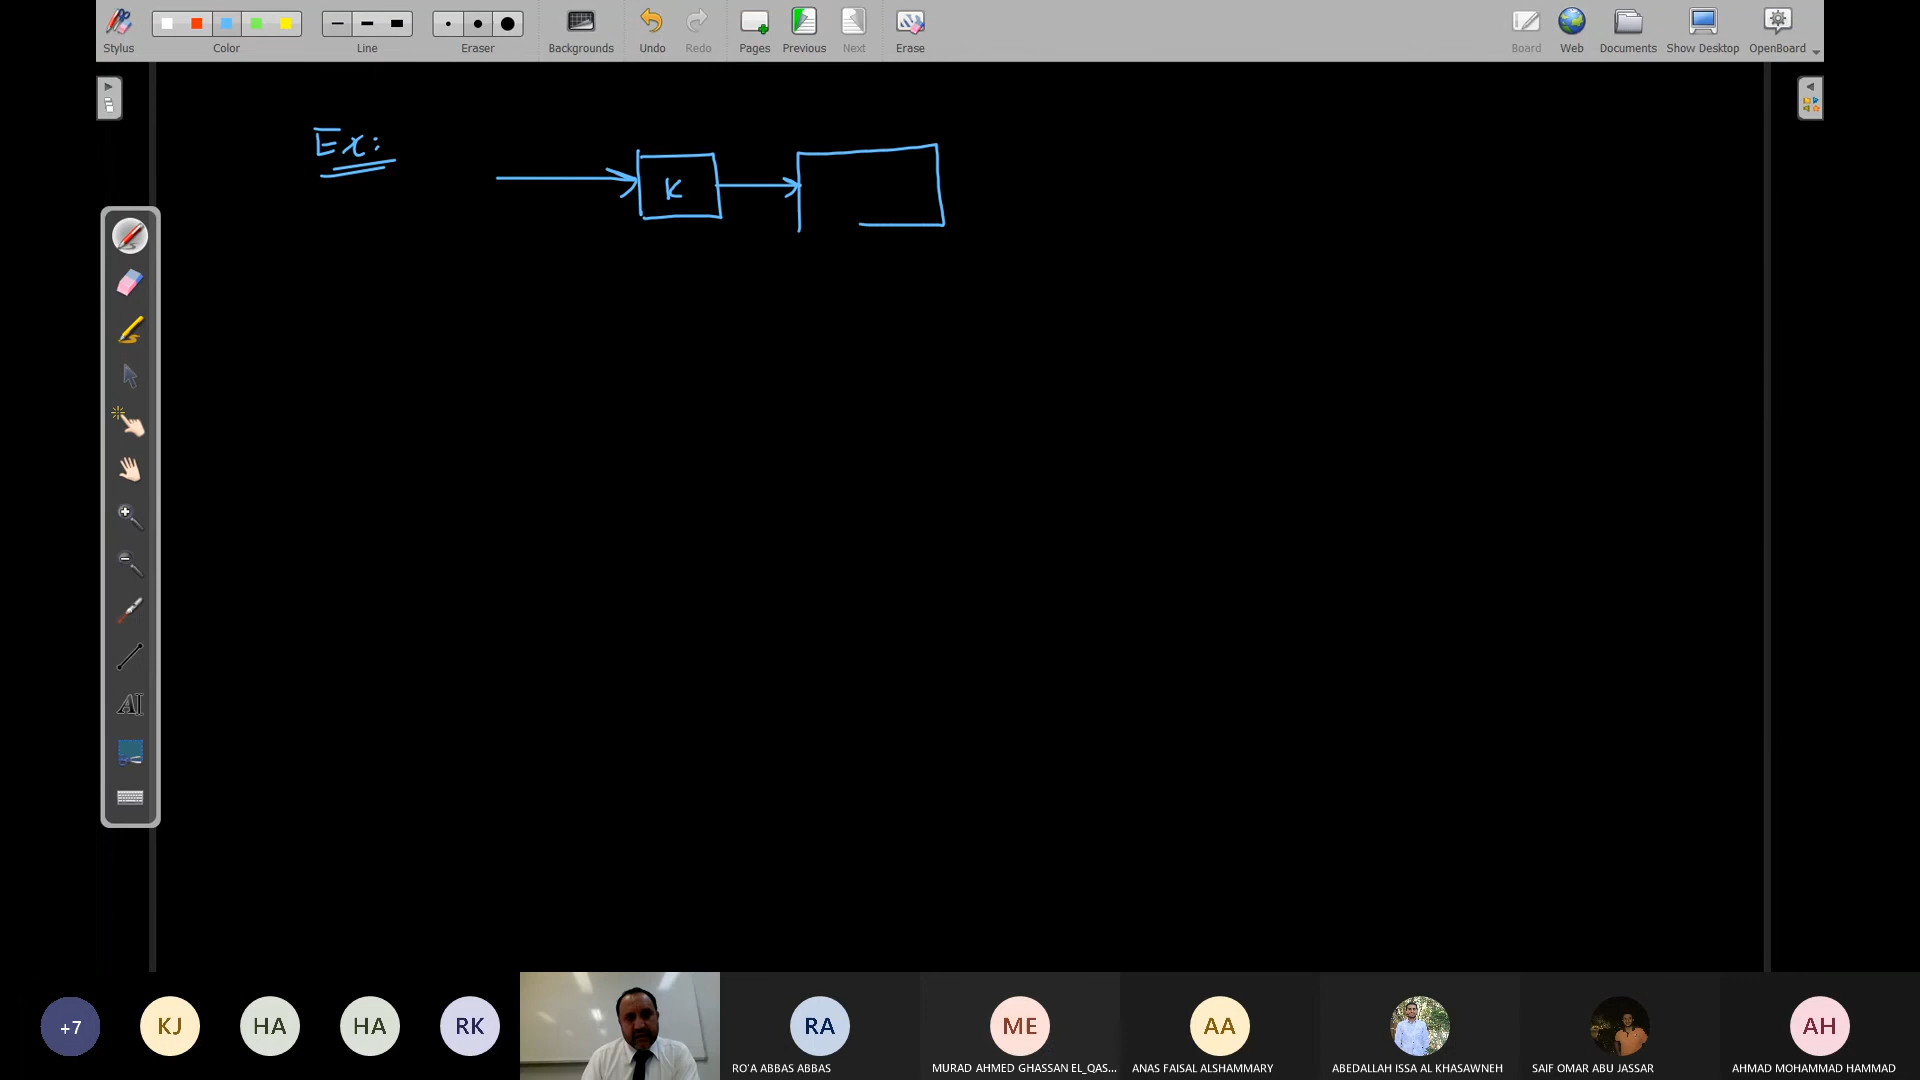 Stylus
Color
Line
Eraser
Backgrounds
Undo
Redo
Pages
Previous
Next
Erase
Board
Web
Documents
Show Desktop
OpenBoard
Ex:
K
AI
+7
KJ
HA
HA
RK
RA
ME
AA
AH
RO'A ABBAS ABBAS
MURAD AHMED GHASSAN EL_QAS...
ANAS FAISAL ALSHAMMARY
ABEDALLAH ISSA AL KHASAWNEH
SAIF OMAR ABU JASSAR
AHMAD MOHAMMAD HAMMAD